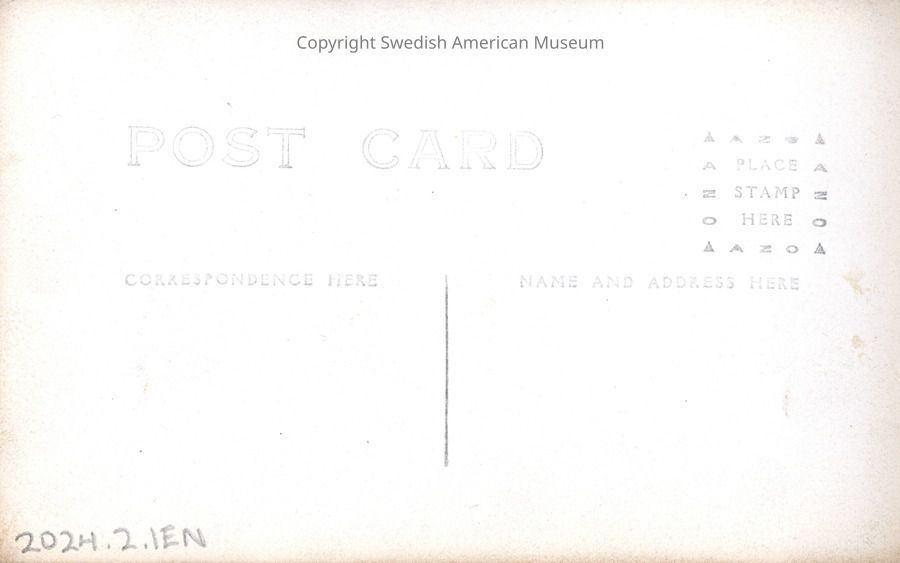 Copyright Swedish American Museum
POST CARD
AZO
A PLACE A
Z STAMP Z
O HERE O
AZO
CORRESPONDENCE HERE
NAME AND ADDRESS HERE
2024.2.1EN